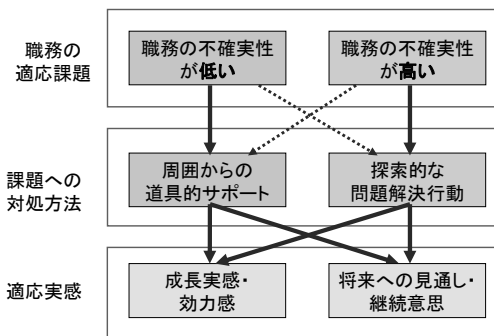 職務の
適応課題
職務の不確実性
が低い
職務の不確実性
が高い
課題への
対処方法
周囲からの
道具的サポート
探索的な
問題解決行動
適応実感
成長実感・
効力感
将来への見通し・
継続意思